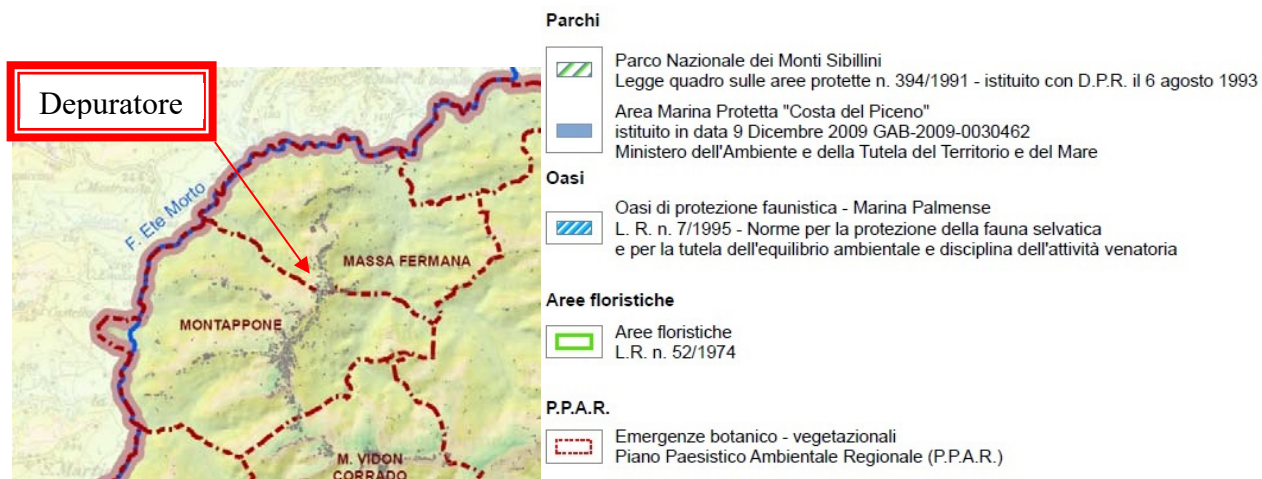 Depuratore
F. Ete Morto
MASSA FERMANA
MONTAPPONE
M. VIDON
CORRADO
Parchi
Parco Nazionale dei Monti Sibillini
Legge quadro sulle aree protette n. 394/1991 - istituito con D.P.R. il 6 agosto 1993
Area Marina Protetta "Costa del Piceno"
istituito in data 9 Dicembre 2009 GAB-2009-0030462
Ministero dell'Ambiente e della Tutela del Territorio e del Mare
Oasi
Oasi di protezione faunistica - Marina Palmense
L. R. n. 7/1995 - Norme per la protezione della fauna selvatica
e per la tutela dell'equilibrio ambientale e disciplina dell'attività venatoria
Aree floristiche
Aree floristiche
L.R. n. 52/1974
P.P.A.R.
Emergenze botanico - vegetazionali
Piano Paesistico Ambientale Regionale (P.P.A.R.)